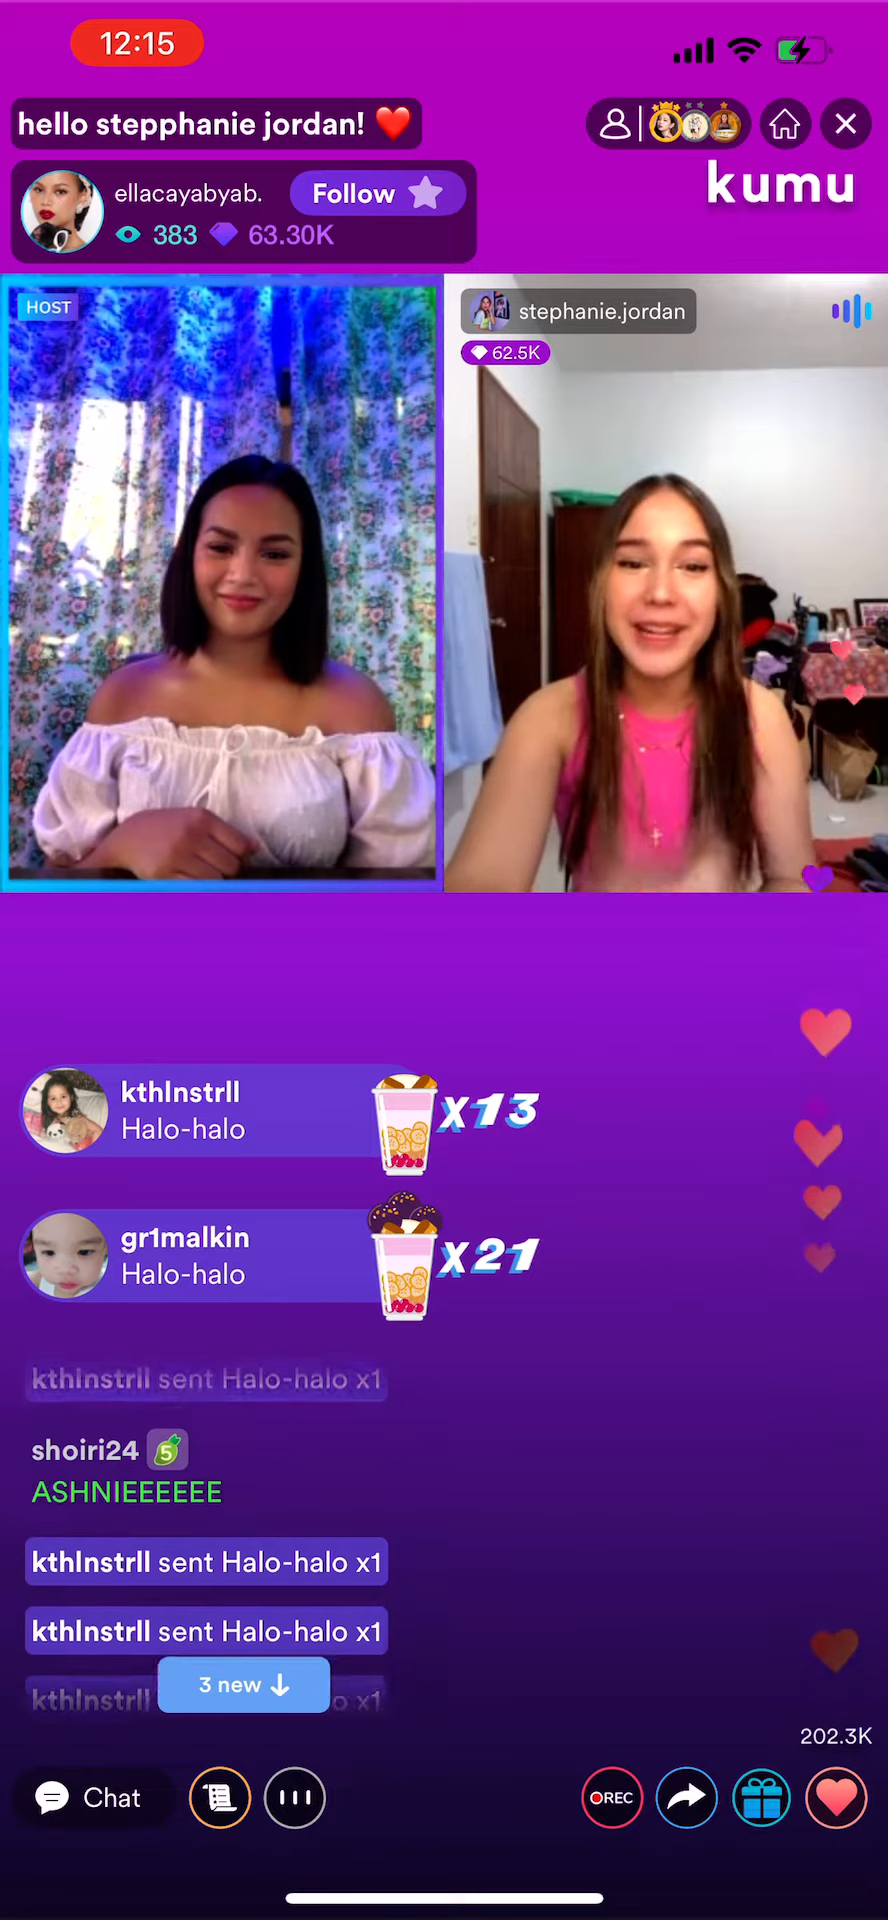 12:15
hello stepphanie jordan! ❤️
ellacayabyab.
Follow
383
63.30K
kumu
HOST
stephanie.jordan
62.5K
kthlnstrll
Halo-halo
x13
gr1malkin
Halo-halo
x21
kthlnstrll sent Halo-halo x1
shoiri24 5
ASHNIEEEEEE
kthlnstrll sent Halo-halo x1
kthlnstrll sent Halo-halo x1
kthlnstrll
o x1
3 new ↓
202.3K
Chat
REC